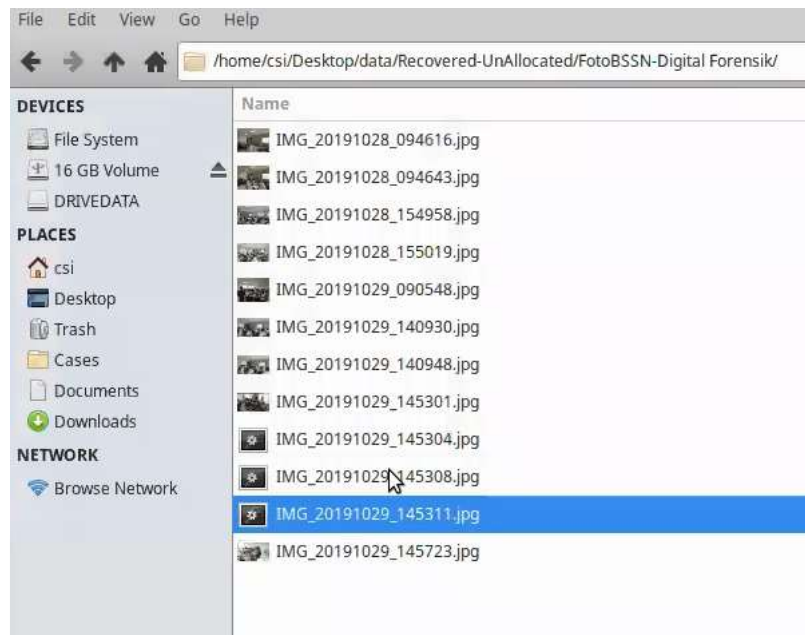 File Edit View Go Help
/home/csi/Desktop/data/Recovered-UnAllocated/FotoBSSN-Digital Forensik/
DEVICES
File System
16 GB Volume
DRIVEDATA
PLACES
csi
Desktop
Trash
Cases
Documents
Downloads
NETWORK
Browse Network
Name
IMG_20191028_094616.jpg
IMG_20191028_094643.jpg
IMG_20191028_154958.jpg
IMG_20191028_155019.jpg
IMG_20191029_090548.jpg
IMG_20191029_140930.jpg
IMG_20191029_140948.jpg
IMG_20191029_145301.jpg
IMG_20191029_145304.jpg
IMG_20191029_145308.jpg
IMG_20191029_145311.jpg
IMG_20191029_145723.jpg